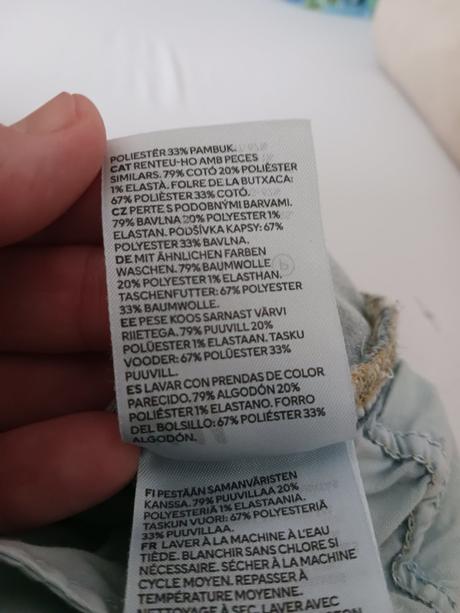 POLIESTËR 33% PAMBUK.
CAT RENTEU-HO AMB PECES
SIMILARS. 79% COTÓ 20% POLIÈSTER
1% ELASTÀ. FOLRE DE LA BUTXACA:
67% POLIÈSTER 33% COTÓ.
CZ PERTE S PODOBNÝMI BARVAMI.
79% BAVLNA 20% POLYESTER 1%
ELASTAN. PODŠÍVKA KAPSY: 67%
POLYESTER 33% BAVLNA.
DE MIT ÄHNLICHEN FARBEN
WASCHEN. 79% BAUMWOLLE
20% POLYESTER 1% ELASTHAN.
TASCHENFUTTER: 67% POLYESTER
33% BAUMWOLLE.
EE PESE KOOS SARNAST VÄRVI
RIIETEGA. 79% PUUVILL 20%
POLÜESTER 1% ELASTAAN. TASKU
VOODER: 67% POLÜESTER 33%
PUUVILL.
ES LAVAR CON PRENDAS DE COLOR
PARECIDO. 79% ALGODÓN 20%
POLIÉSTER 1% ELASTANO. FORRO
DEL BOLSILLO: 67% POLIÉSTER 33%
ALGODÓN.
FI PESTÄÄN SAMANVÄRISTEN
KANSSA. 79% PUUVILLAA 20%
POLYESTERIÄ 1% ELASTAANIA.
TASKUN VUORI: 67% POLYESTERIÄ
33% PUUVILLAA.
FR LAVER À LA MACHINE À L'EAU
TIÈDE. BLANCHIR SANS CHLORE SI
NÉCESSAIRE. SÉCHER À LA MACHINE
CYCLE MOYEN. REPASSER À
TEMPÉRATURE MOYENNE.
NETTOYAGE À SEC. LAVER AVEC